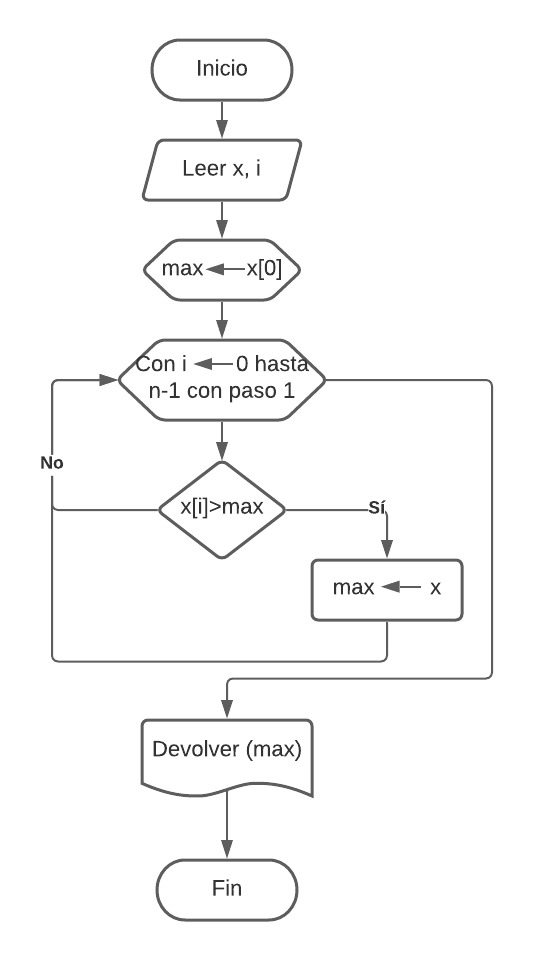 Inicio
Leer x, i
max ← x[0]
Con i ← 0 hasta
n-1 con paso 1
No
x[i]>max
Sí
max ← x
Devolver (max)
Fin